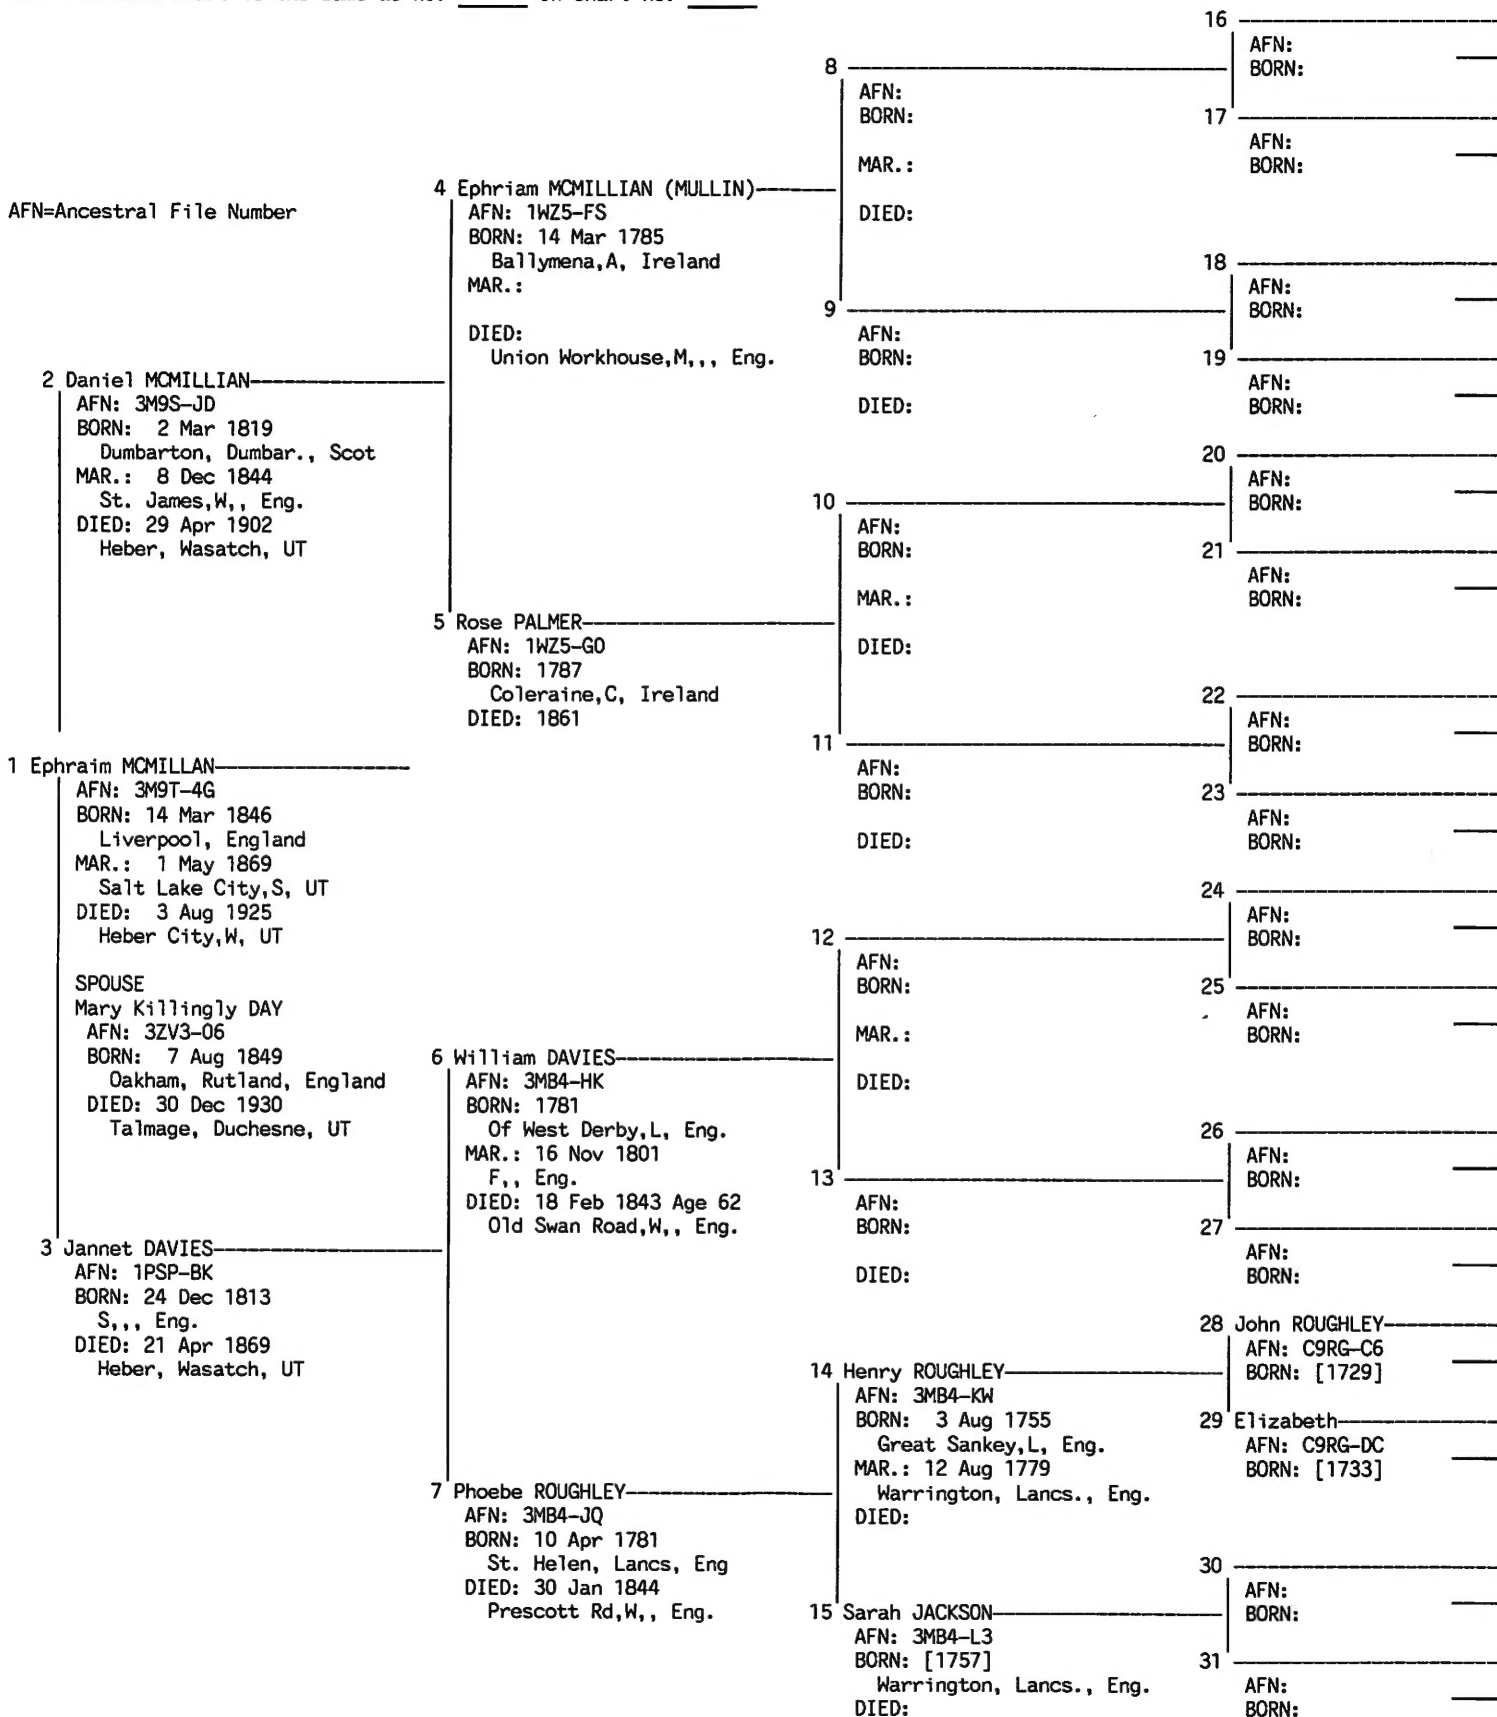 AFN=Ancestral File Number
1 Ephraim MCMILLAN
AFN: 3M9T-4G
BORN: 14 Mar 1846
Liverpool, England
MAR.: 1 May 1869
Salt Lake City,S, UT
DIED: 3 Aug 1925
Heber City,W, UT
SPOUSE
Mary Killingly DAY
AFN: 3ZV3-06
BORN: 7 Aug 1849
Oakham, Rutland, England
DIED: 30 Dec 1930
Talmage, Duchesne, UT
2 Daniel MCMILLIAN
AFN: 3M9S-JD
BORN: 2 Mar 1819
Dumbarton, Dumbar., Scot
MAR.: 8 Dec 1844
St. James,W,, Eng.
DIED: 29 Apr 1902
Heber, Wasatch, UT
3 Jannet DAVIES
AFN: 1PSP-BK
BORN: 24 Dec 1813
S,,, Eng.
DIED: 21 Apr 1869
Heber, Wasatch, UT
4 Ephriam MCMILLIAN (MULLIN)
AFN: 1WZ5-FS
BORN: 14 Mar 1785
Ballymena,A, Ireland
MAR.:
DIED:
Union Workhouse,M,,, Eng.
5 Rose PALMER
AFN: 1WZ5-G0
BORN: 1787
Coleraine,C, Ireland
DIED: 1861
6 William DAVIES
AFN: 3MB4-HK
BORN: 1781
Of West Derby,L, Eng.
MAR.: 16 Nov 1801
F,, Eng.
DIED: 18 Feb 1843 Age 62
Old Swan Road,W,, Eng.
7 Phoebe ROUGHLEY
AFN: 3MB4-JQ
BORN: 10 Apr 1781
St. Helen, Lancs, Eng
DIED: 30 Jan 1844
Prescott Rd,W,, Eng.
8
AFN:
BORN:
MAR.:
DIED:
9
AFN:
BORN:
DIED:
10
AFN:
BORN:
MAR.:
DIED:
11
AFN:
BORN:
DIED:
12
AFN:
BORN:
MAR.:
DIED:
13
AFN:
BORN:
DIED:
14 Henry ROUGHLEY
AFN: 3MB4-KW
BORN: 3 Aug 1755
Great Sankey,L, Eng.
MAR.: 12 Aug 1779
Warrington, Lancs., Eng.
DIED:
15 Sarah JACKSON
AFN: 3MB4-L3
BORN: [1757]
Warrington, Lancs., Eng.
DIED:
16
AFN:
BORN:
17
AFN:
BORN:
18
AFN:
BORN:
19
AFN:
BORN:
20
AFN:
BORN:
21
AFN:
BORN:
22
AFN:
BORN:
23
AFN:
BORN:
24
AFN:
BORN:
25
AFN:
BORN:
26
AFN:
BORN:
27
AFN:
BORN:
28 John ROUGHLEY
AFN: C9RG-C6
BORN: [1729]
29 Elizabeth
AFN: C9RG-DC
BORN: [1733]
30
AFN:
BORN:
31
AFN:
BORN: